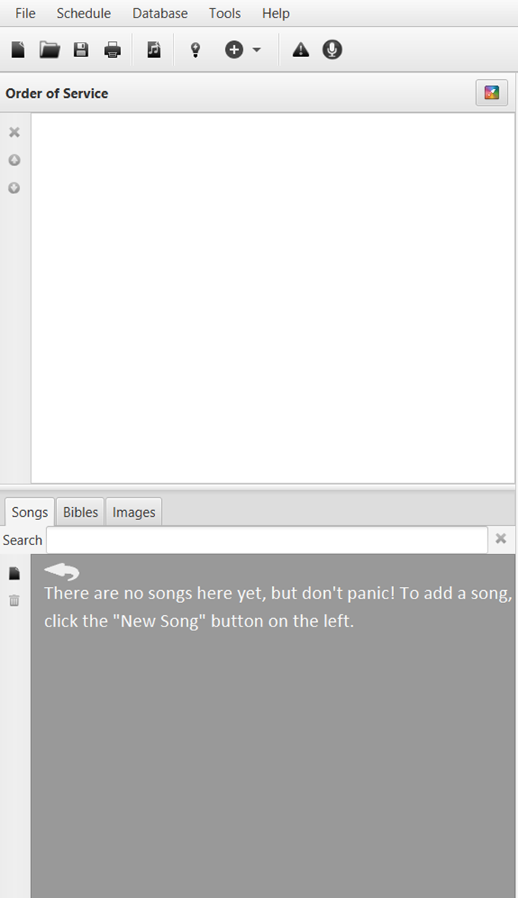 File Schedule Database Tools Help
Order of Service
Songs Bibles Images
Search
There are no songs here yet, but don't panic! To add a song,
click the "New Song" button on the left.